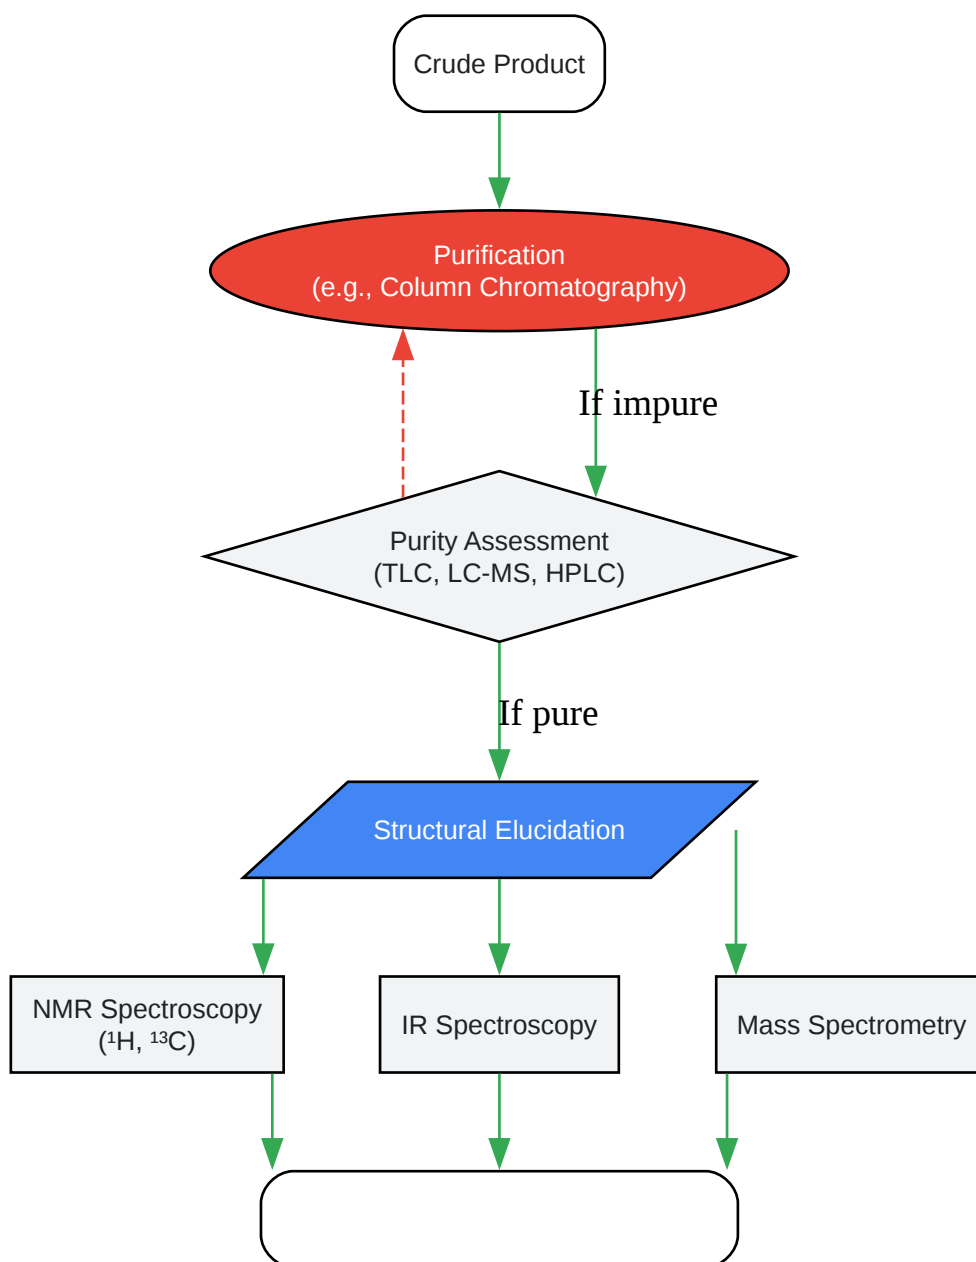 Crude Product
Purification
(e.g., Column Chromatography)
If impure
Purity Assessment
(TLC, LC-MS, HPLC)
If pure
Structural Elucidation
NMR Spectroscopy
(¹H, ¹³C)
IR Spectroscopy
Mass Spectrometry